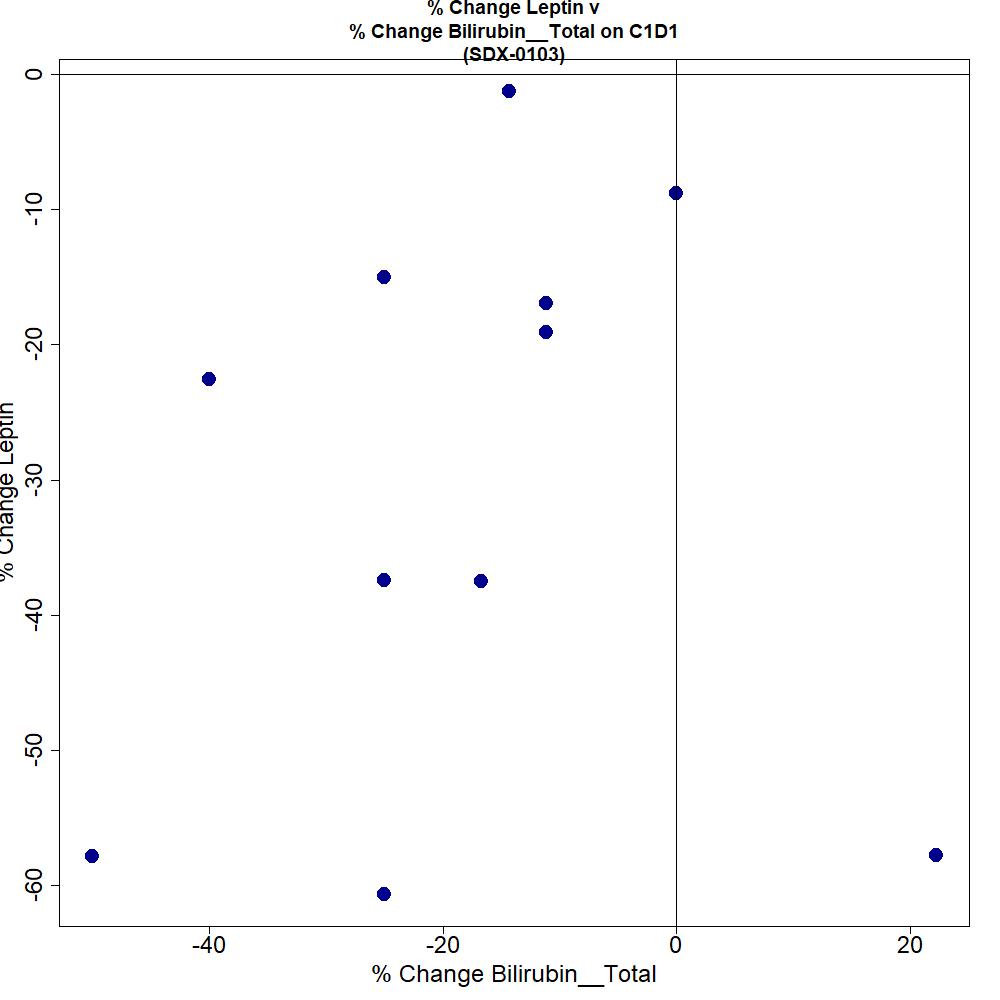 % Change Leptin v
% Change Bilirubin__Total on C1D1
(SDX-0103)
0
-10
-20
-30
-40
-50
-60
% Change Leptin
-40
-20
0
20
% Change Bilirubin__Total